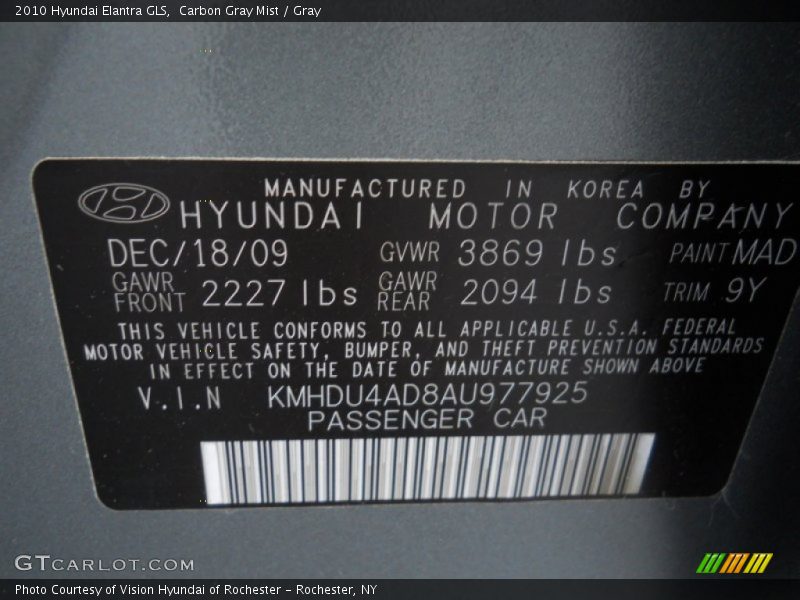 2010 Hyundai Elantra GLS,  Carbon Gray Mist / Gray
MANUFACTURED IN KOREA BY
HYUNDAI MOTOR COMPANY
DEC/18/09 GVWR 3869 lbs PAINT MAD
GAWR FRONT 2227 lbs GAWR REAR 2094 lbs TRIM 9Y
THIS VEHICLE CONFORMS TO ALL APPLICABLE U.S.A. FEDERAL
MOTOR VEHICLE SAFETY, BUMPER, AND THEFT PREVENTION STANDARDS
IN EFFECT ON THE DATE OF MANUFACTURE SHOWN ABOVE
V.I.N KMHDU4AD8AU977925
PASSENGER CAR
GTCARLOT.COM
Photo Courtesy of Vision Hyundai of Rochester – Rochester, NY